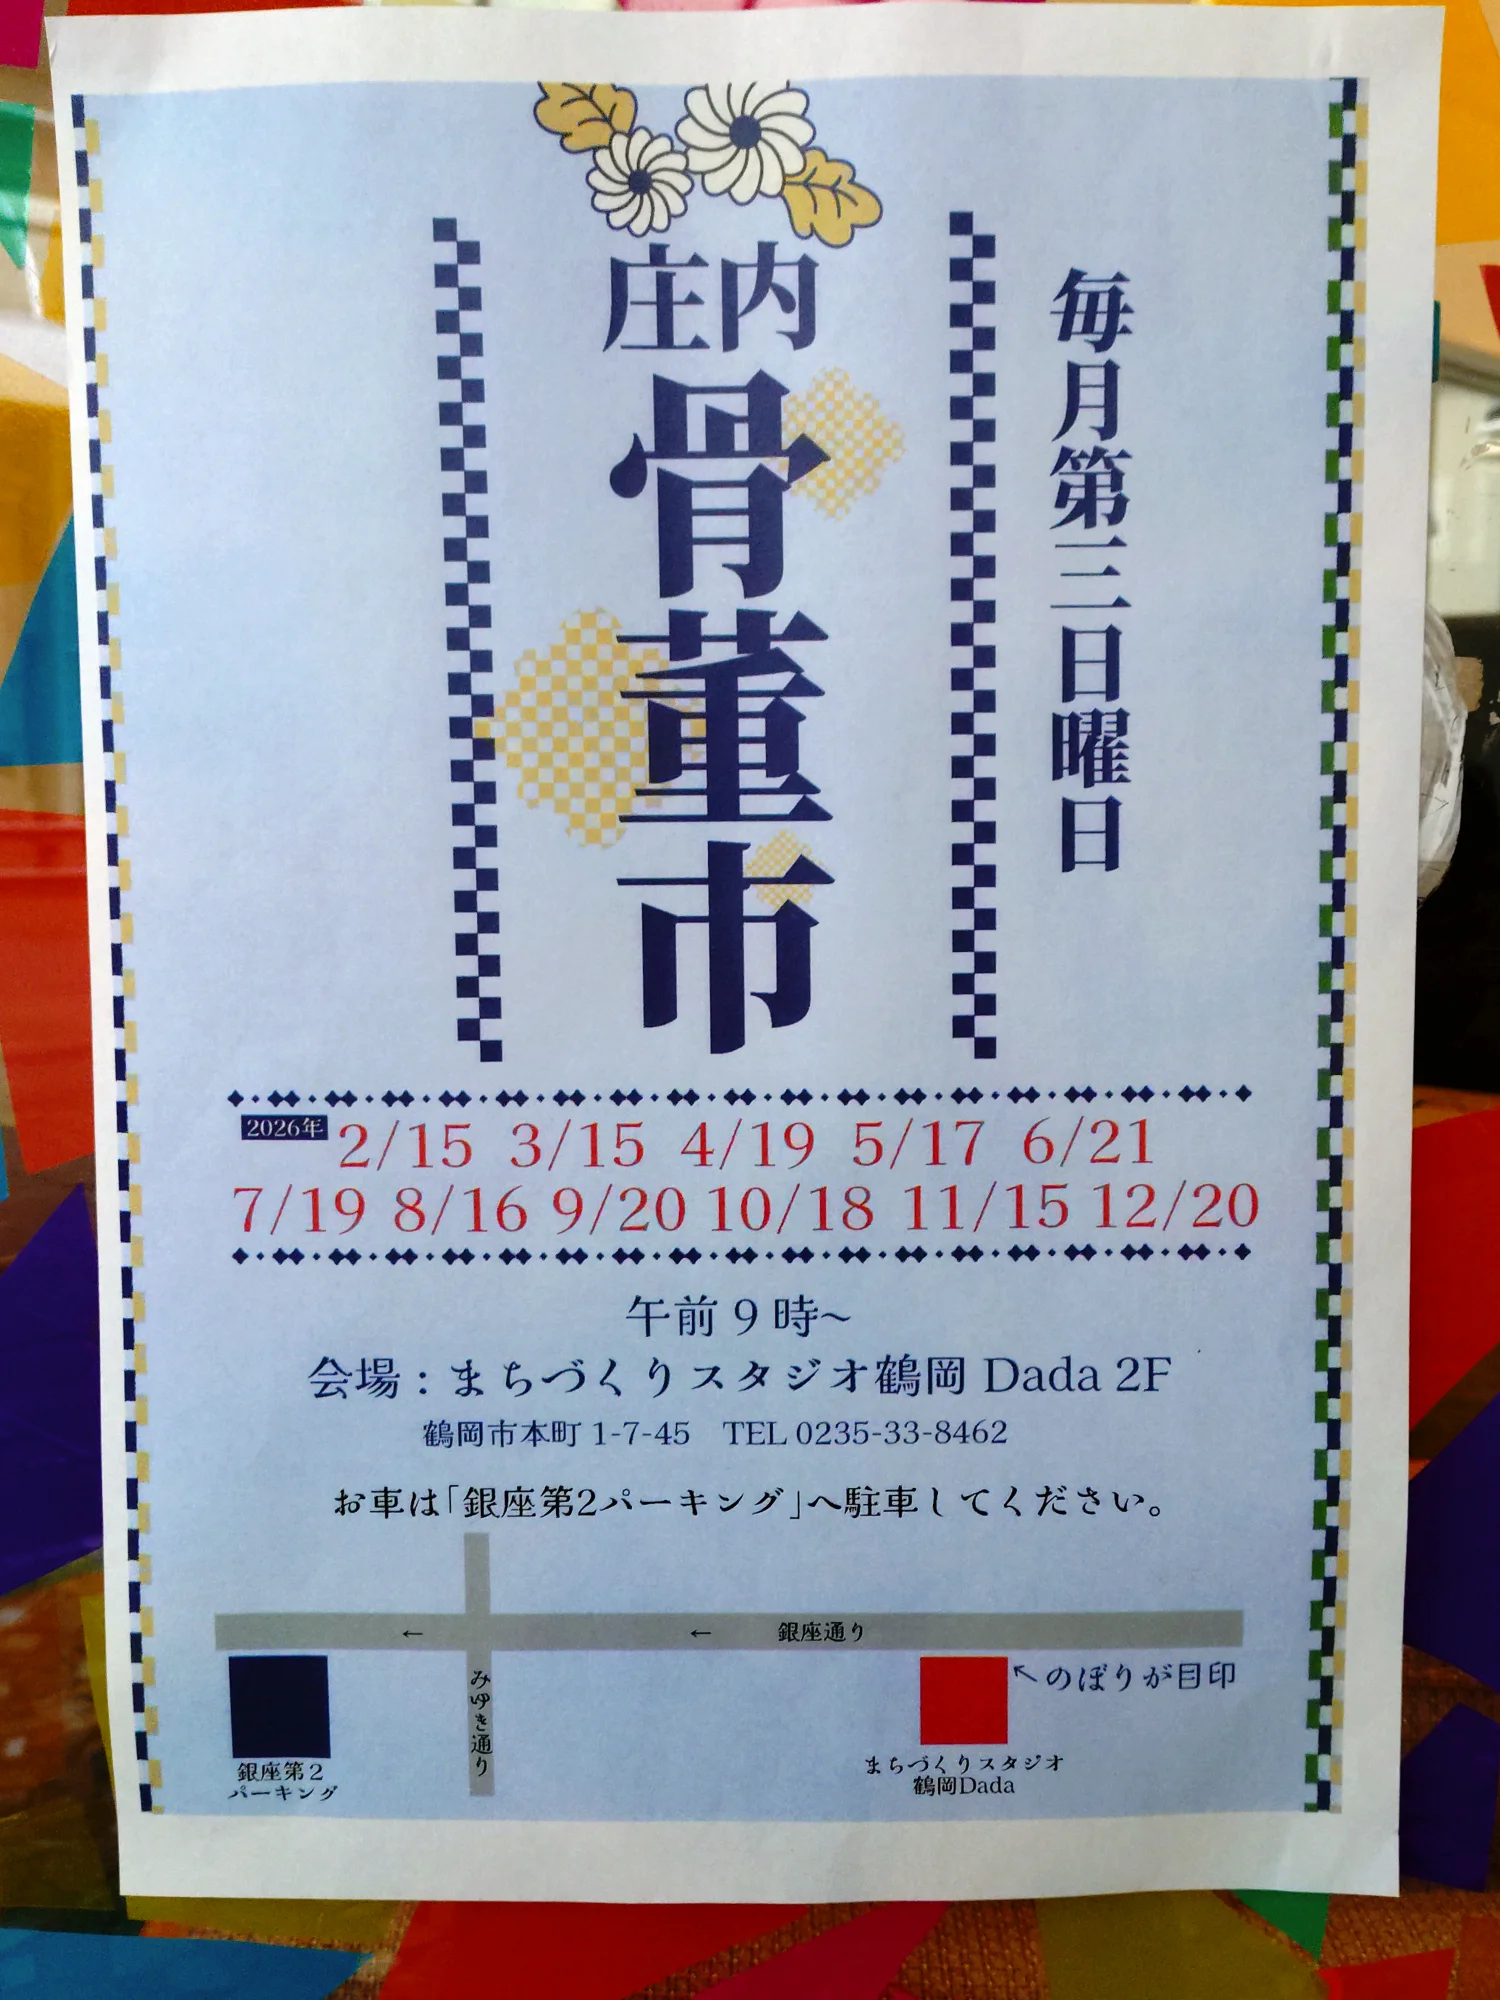 毎月第三日曜日
庄内
骨董市
2026年 2/15 3/15 4/19 5/17 6/21
7/19 8/16 9/20 10/18 11/15 12/20
午前9時~
会場：まちづくりスタジオ鶴岡 Dada 2F
鶴岡市本町 1-7-45　TEL 0235-33-8462
お車は「銀座第2パーキング」へ駐車してください。
← ← 銀座通り
みゆき通り
↖のぼりが目印
銀座第2
パーキング
まちづくりスタジオ
鶴岡Dada